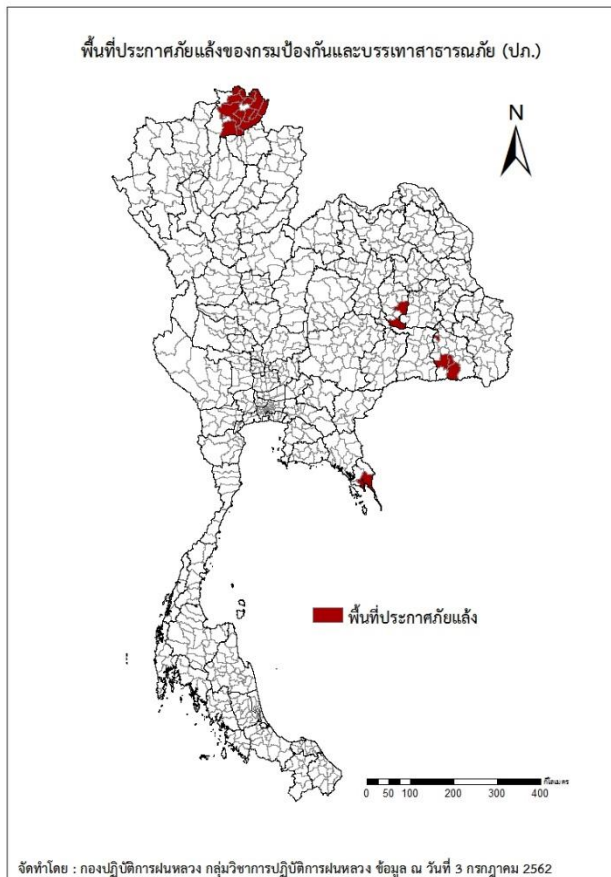 พื้นที่ประกาศภัยแล้งของกรมป้องกันและบรรเทาสาธารณภัย (ปภ.)
N
พื้นที่ประกาศภัยแล้ง
กิโลเมตร
0 50 100 200 300 400
จัดทำโดย : กองปฏิบัติการฝนหลวง กลุ่มวิชาการปฏิบัติการฝนหลวง ข้อมูล ณ วันที่ 3 กรกฎาคม 2562